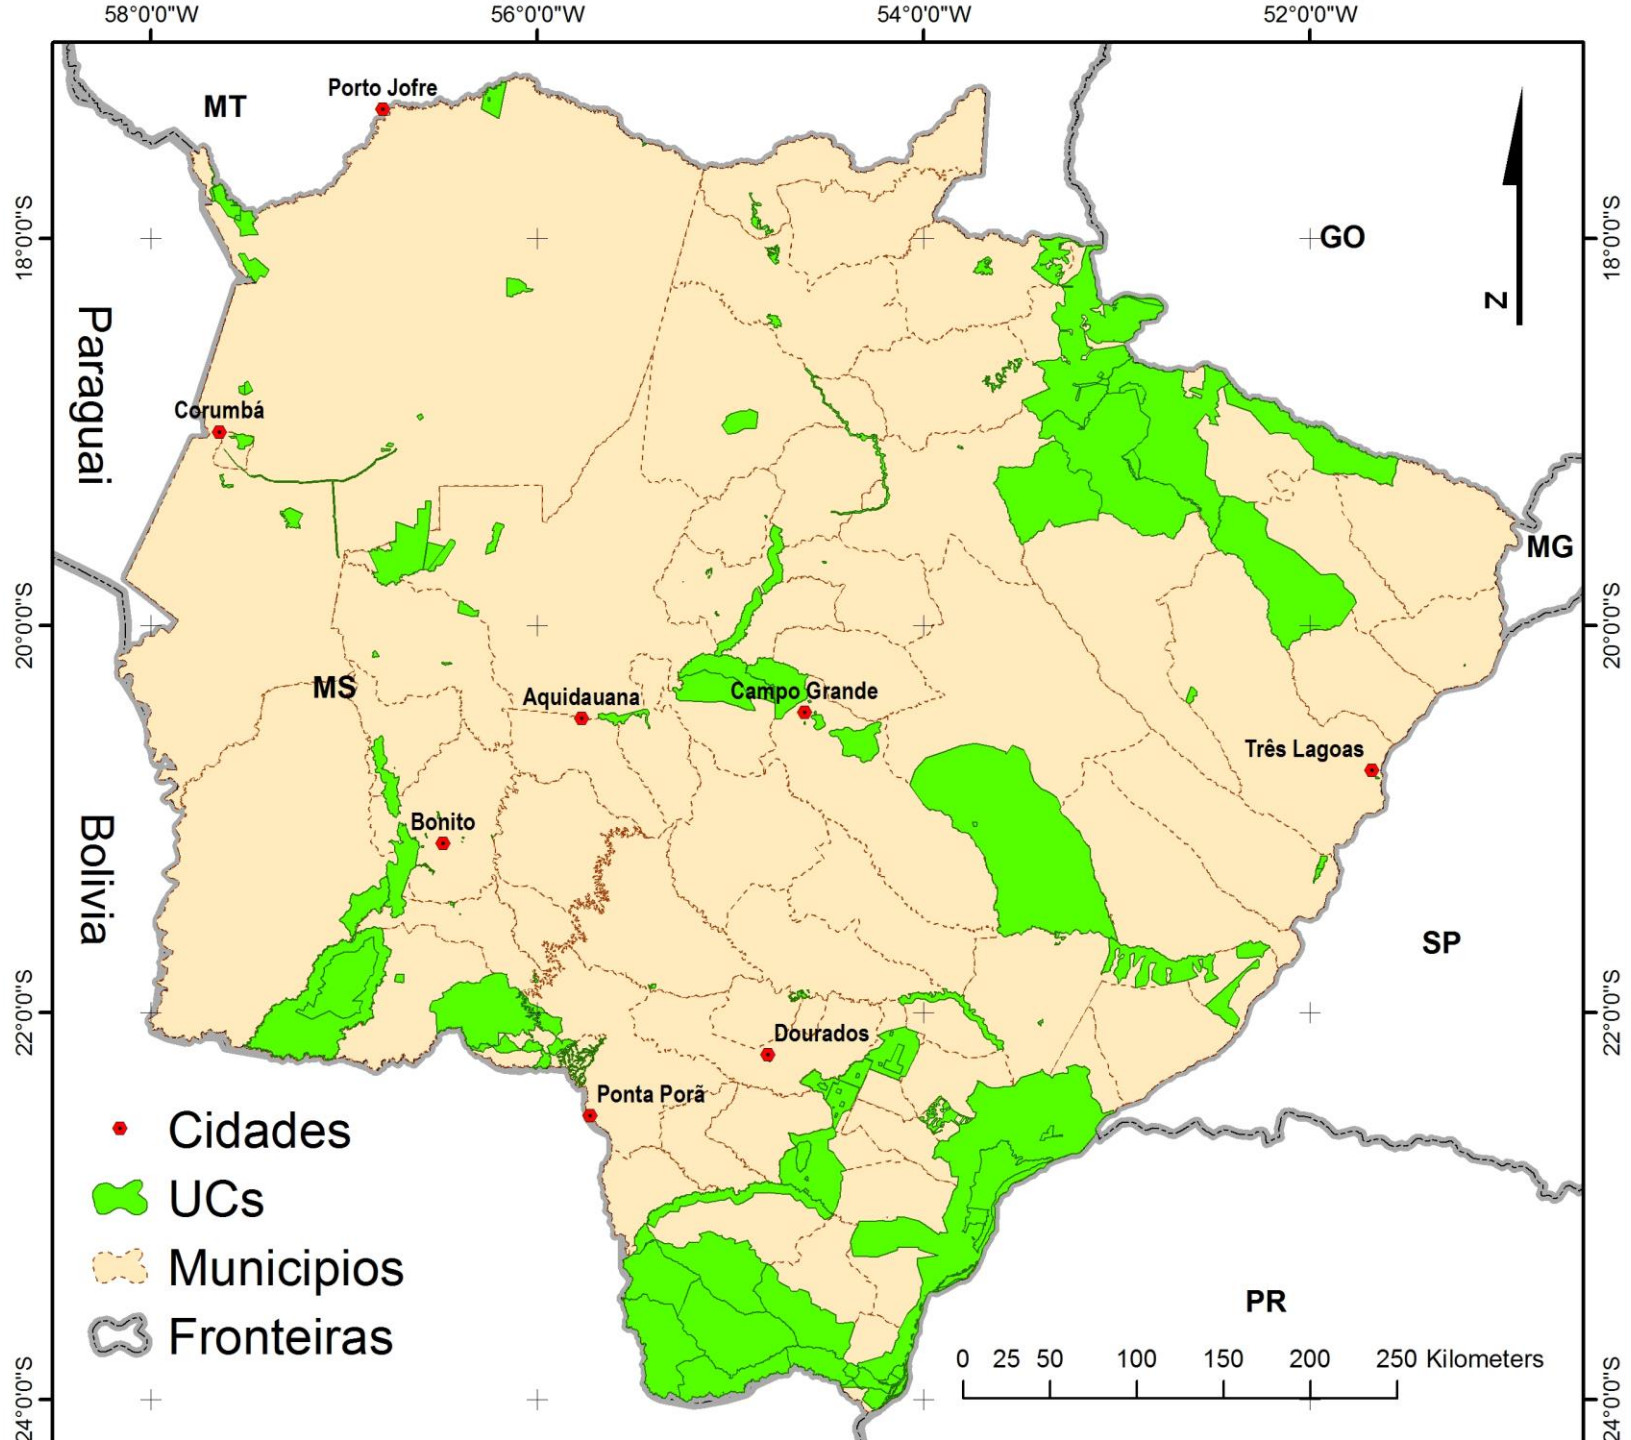 58°0'0"W 56°0'0"W 54°0'0"W 52°0'0"W
Porto Jofre
MT
18°0'0"S
GO
18°0'0"S
N
Paraguai
Corumbá
MG
20°0'0"S
20°0'0"S
MS
Aquidauana
Campo Grande
Três Lagoas
Bonito
Bolivia
SP
22°0'0"S
22°0'0"S
Dourados
Ponta Porã
Cidades
UCs
Municipios
Fronteiras
PR
0 25 50 100 150 200 250 Kilometers
24°0'0"S
24°0'0"S